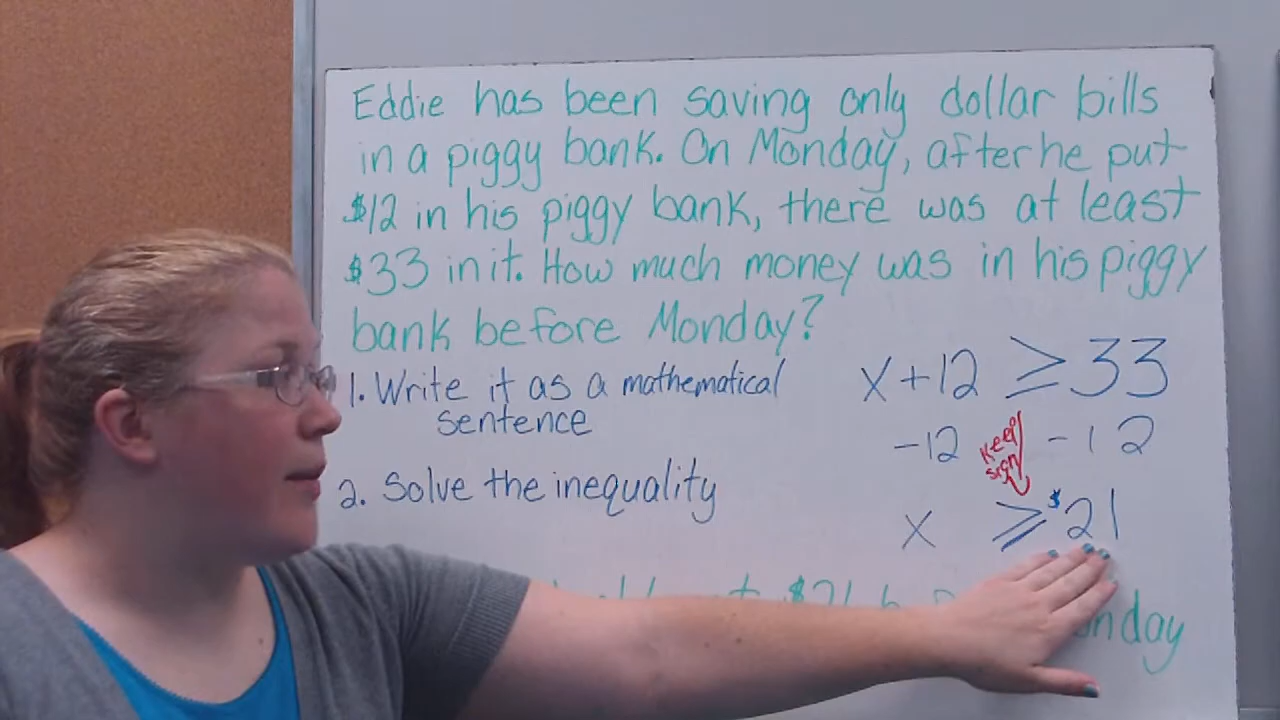 Eddie has been saving only dollar bills
in a piggy bank. On Monday, after he put
$12 in his piggy bank, there was at least
$33 in it. How much money was in his piggy
bank before Monday?
1. Write it as a mathematical
sentence
x + 12 ≥ 33
-12 -12
keep sign
2. Solve the inequality
x ≥ $21
$21